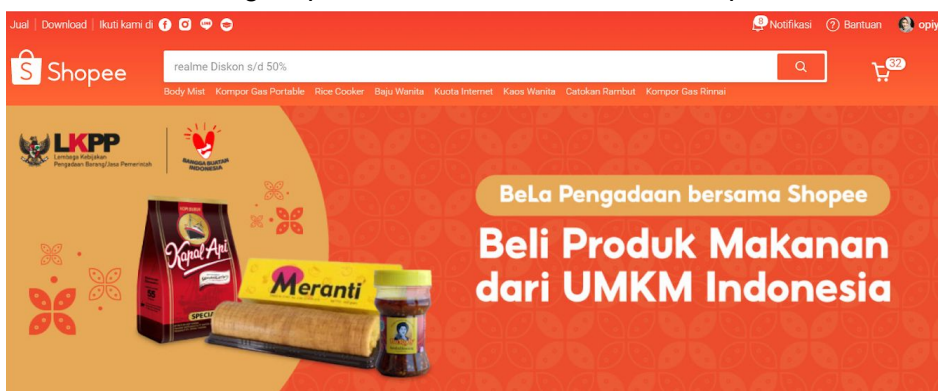 Jual | Download | Ikuti kami di
8 Notifikasi
Bantuan
opiy
Shopee
realme Diskon s/d 50%
32
Body Mist Kompor Gas Portable Rice Cooker Baju Wanita Kuota Internet Kaos Wanita Catokan Rambut Kompor Gas Rinnai
LKPP
Lembaga Kebijakan
Pengadaan Barang/Jasa Pemerintah
BANGGA BUATAN
INDONESIA
BeLa Pengadaan bersama Shopee
Beli Produk Makanan
dari UMKM Indonesia
Kapal Api
SPECIA
Meranti